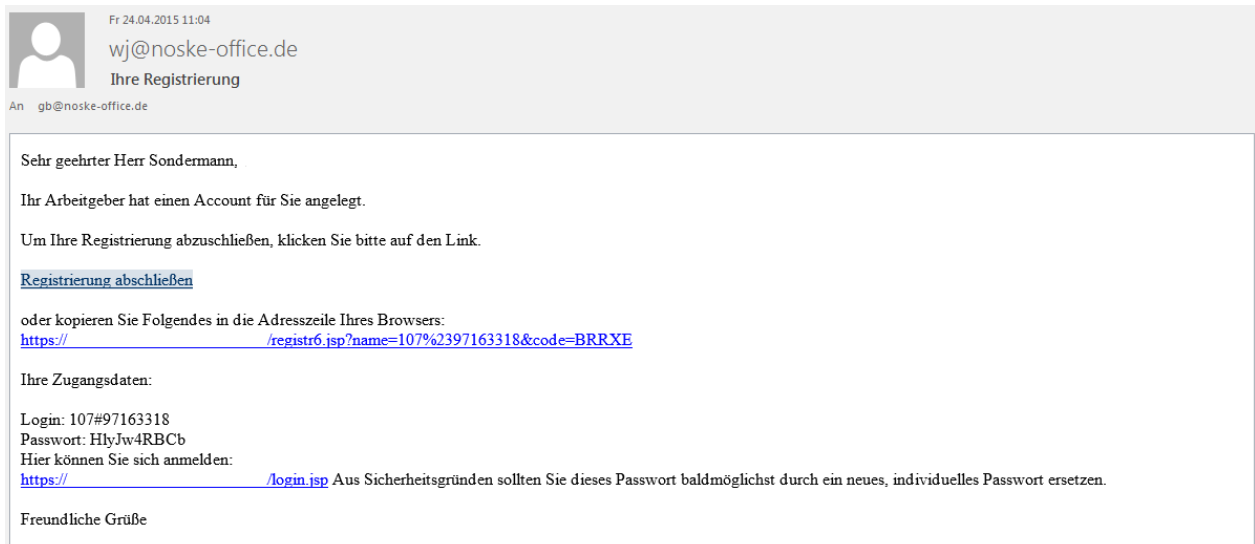 Fr 24.04.2015 11:04
wj@noske-office.de
Ihre Registrierung
An gb@noske-office.de
Sehr geehrter Herr Sondermann,
Ihr Arbeitgeber hat einen Account für Sie angelegt.
Um Ihre Registrierung abzuschließen, klicken Sie bitte auf den Link.
Registrierung abschließen
oder kopieren Sie Folgendes in die Adresszeile Ihres Browsers:
https:// /registr6.jsp?name=107%2397163318&code=BRRXE
Ihre Zugangsdaten:
Login: 107#97163318
Passwort: HlyJw4RBCb
Hier können Sie sich anmelden:
https:// /login.jsp Aus Sicherheitsgründen sollten Sie dieses Passwort baldmöglichst durch ein neues, individuelles Passwort ersetzen.
Freundliche Grüße